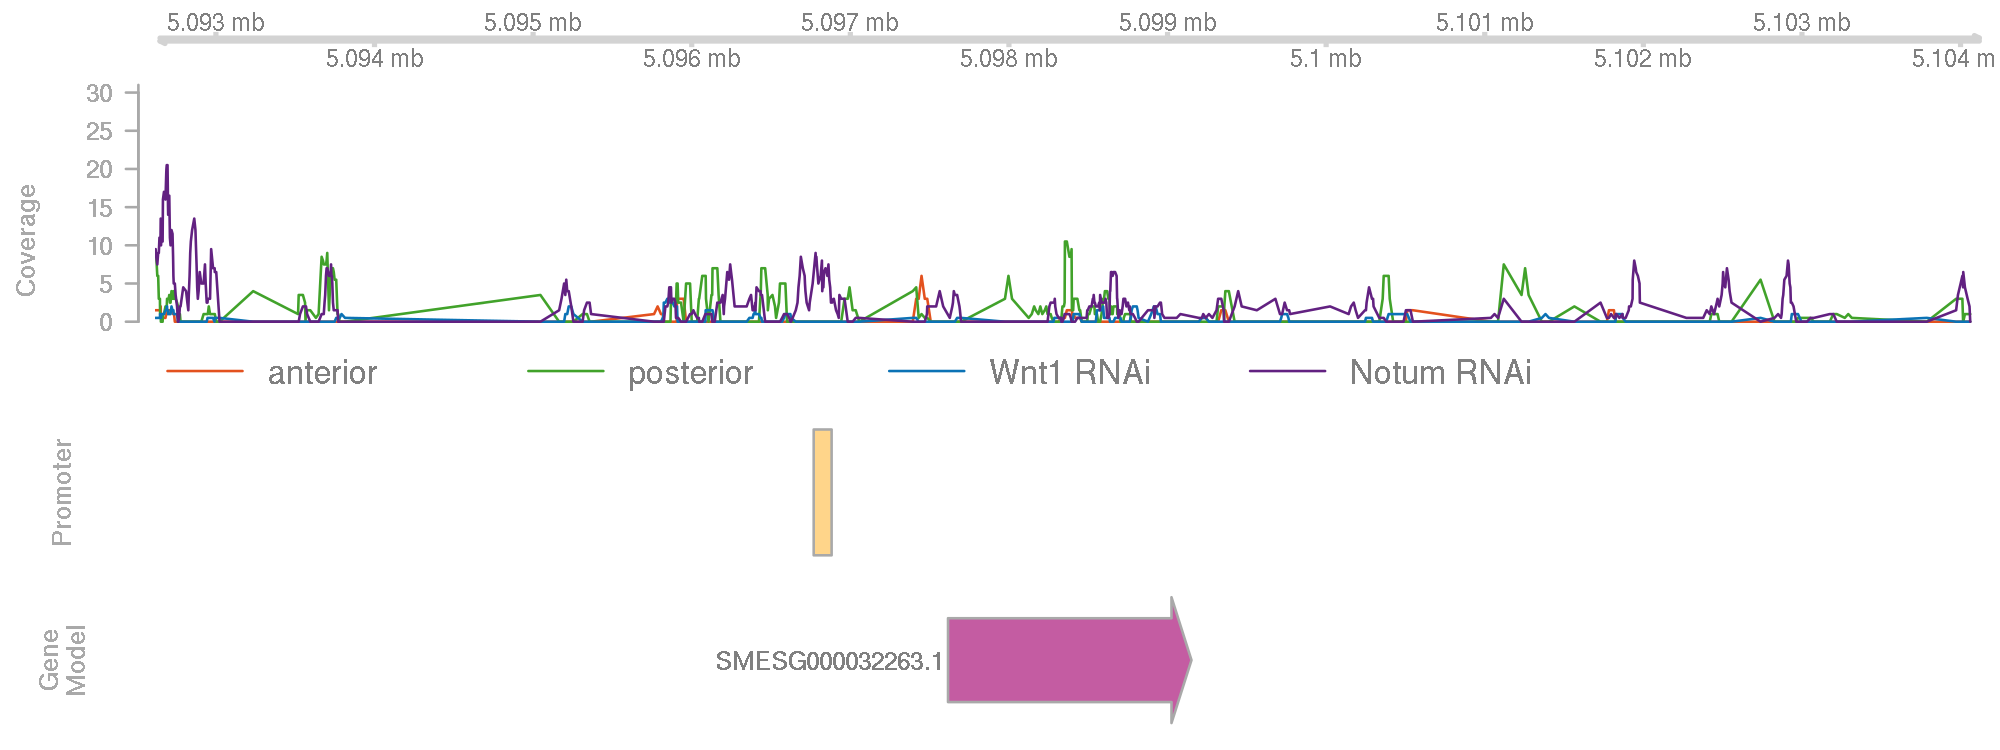 5.093 mb 5.095 mb 5.097 mb 5.099 mb 5.101 mb 5.103 mb
5.094 mb 5.096 mb 5.098 mb 5.1 mb 5.102 mb 5.104 m
30
25
20
15
10
5
0
Coverage
anterior posterior Wnt1 RNAi Notum RNAi
Promoter
Gene
Model
SMESG000032263.1